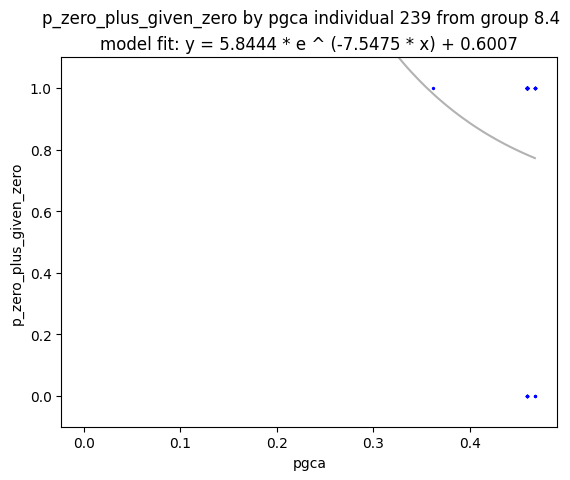 p_zero_plus_given_zero by pgca individual 239 from group 8.4
model fit: y = 5.8444 * e ^ (-7.5475 * x) + 0.6007
1.0
0.8
0.6
0.4
0.2
0.0
p_zero_plus_given_zero
0.0 0.1 0.2 0.3 0.4
pgca